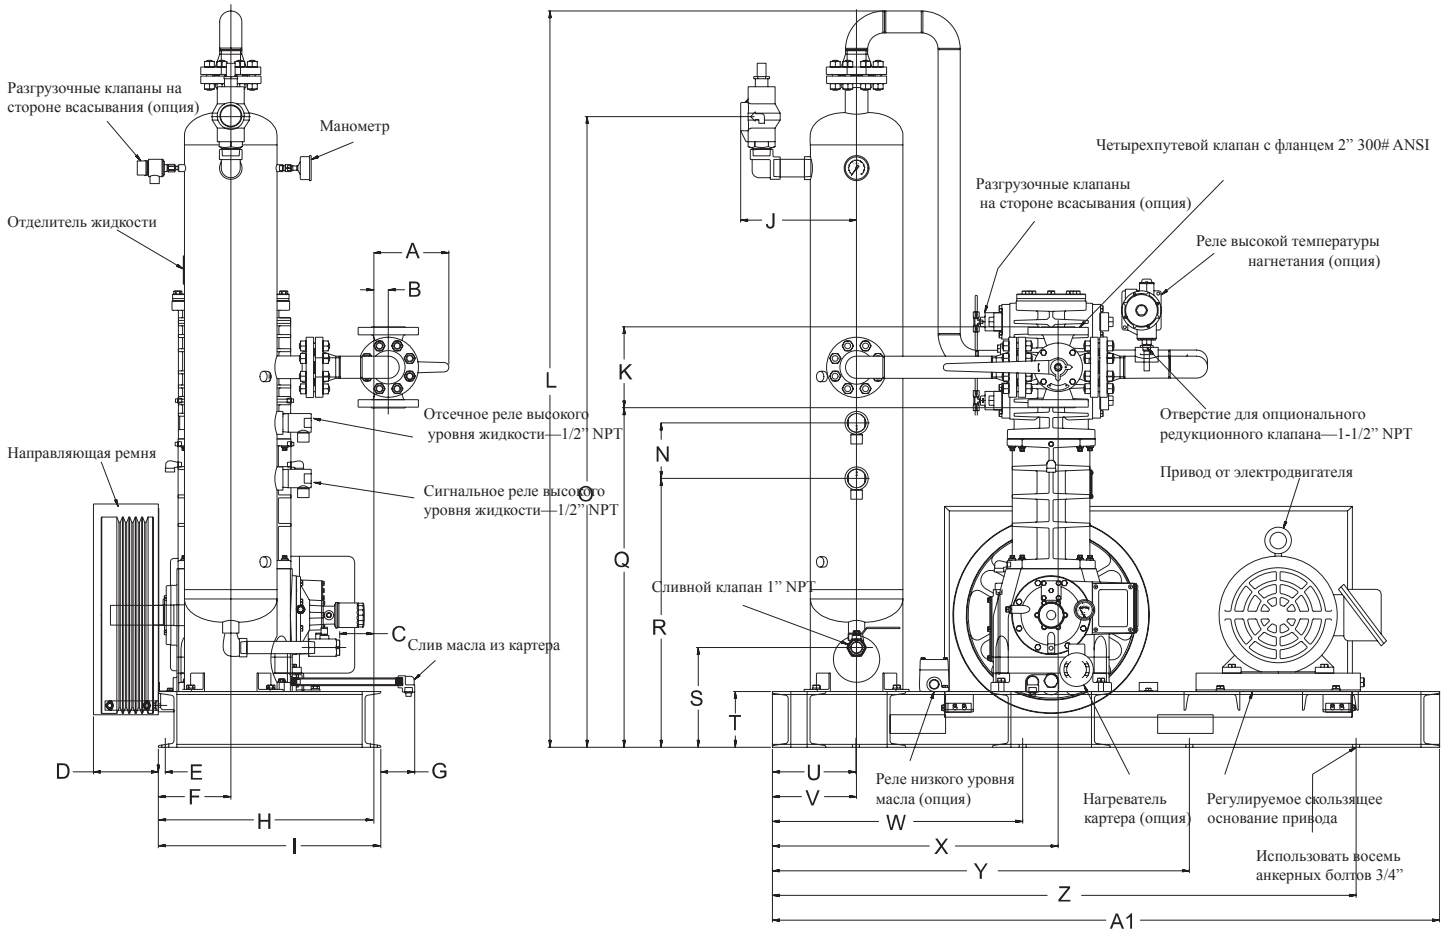 Разгрузочные клапаны на
стороне всасывания (опция)
Манометр
Отделитель жидкости
A
B
Отсечное реле высокого
уровня жидкости—1/2” NPT
Направляющая ремня
Сигнальное реле высокого
уровня жидкости—1/2” NPT
C
Слив масла из картера
D
E
F
G
H
I
L
O
J
K
N
Q
R
S
T
Четырехпутевой клапан с фланцем 2” 300# ANSI
Разгрузочные клапаны
на стороне всасывания (опция)
Реле высокой температуры
нагнетания (опция)
Отверстие для опционального
редукционного клапана—1-1/2” NPT
Привод от электродвигателя
Сливной клапан 1” NPT
U
V
W
X
Y
Z
A1
Реле низкого уровня
масла (опция)
Нагреватель
картера (опция)
Регулируемое скользящее
основание привода
Использовать восемь
анкерных болтов 3/4”